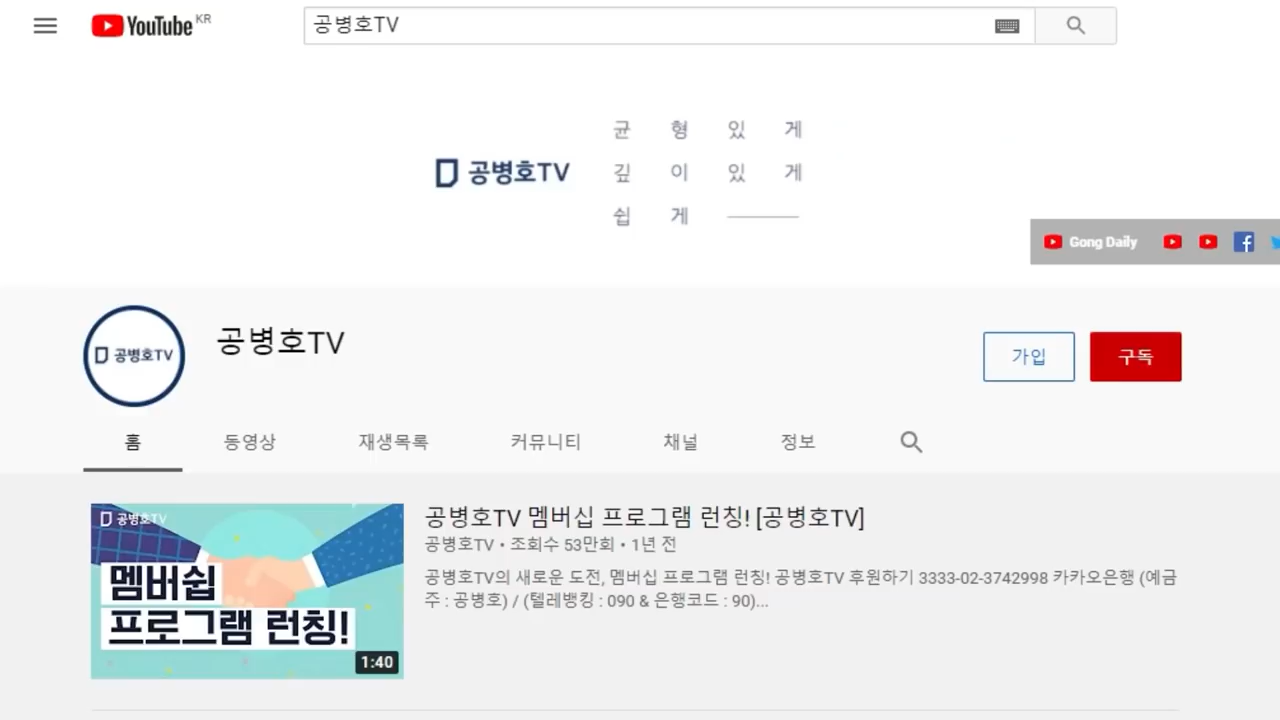 YouTube KR
공병호TV
균 형 있 게
공병호TV
깊 이 있 게
쉽 게
Gong Daily
공병호TV
공병호TV
가입
구독
홈
동영상
재생목록
커뮤니티
채널
정보
공병호TV
멤버쉽
프로그램 런칭!
1:40
공병호TV 멤버십 프로그램 런칭! [공병호TV]
공병호TV • 조회수 53만회 • 1년 전
공병호TV의 새로운 도전, 멤버십 프로그램 런칭! 공병호TV 후원하기 3333-02-3742998 카카오은행 (예금
주 : 공병호) / (텔레뱅킹 : 090 & 은행코드 : 90)...